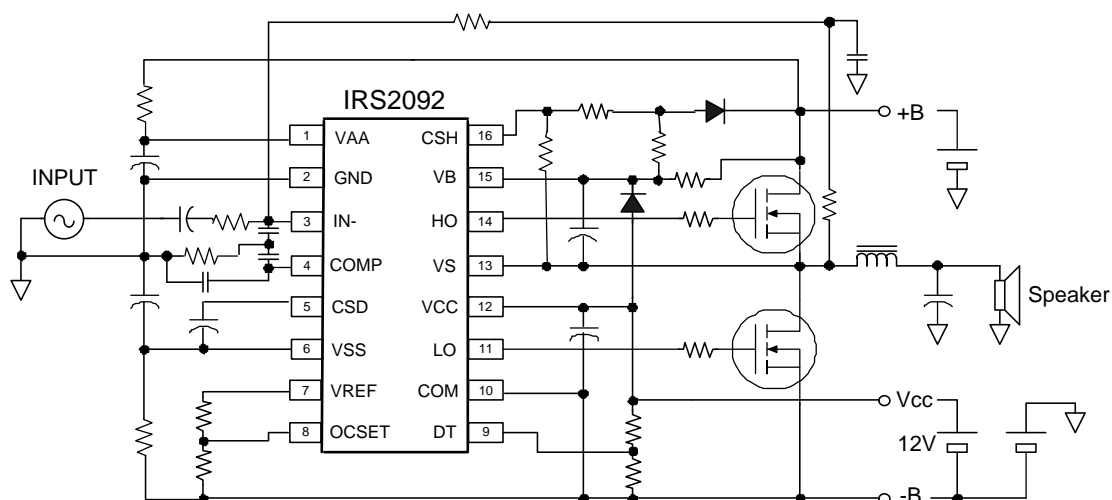 IRS2092
+B
1 VAA CSH 16
INPUT
2 GND VB 15
3 IN- HO 14
4 COMP VS 13
5 CSD VCC 12
Speaker
6 VSS LO 11
7 VREF COM 10
Vcc
8 OCSET DT 9
12V
-B